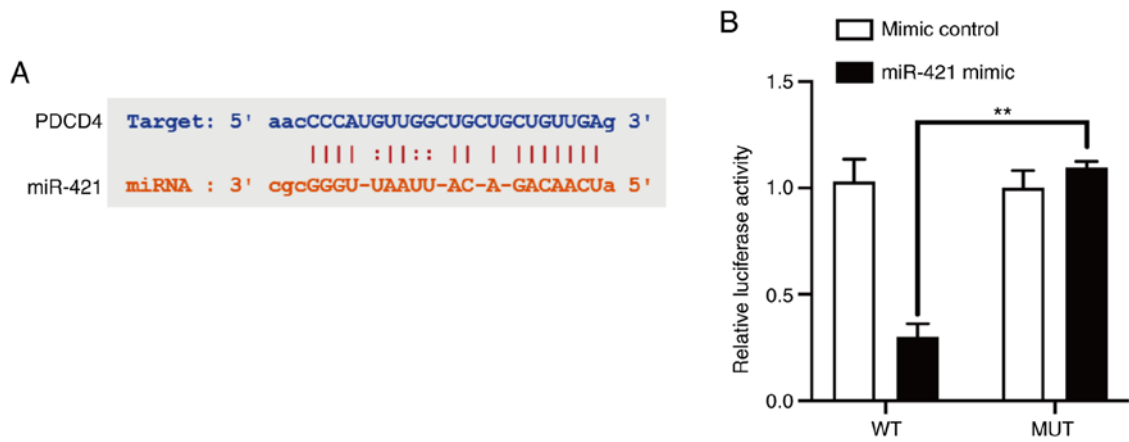 A
PDCD4 Target: 5' aacCCCAUGUUGGCUGCUGCUGUUGAg 3'
|||| :||:: || | |||||||
miR-421 miRNA : 3' cgcGGGU-UAAUU-AC-A-GACAACUa 5'
B
Mimic control
miR-421 mimic
Relative luciferase activity
1.5
1.0
0.5
0.0
**
WT MUT